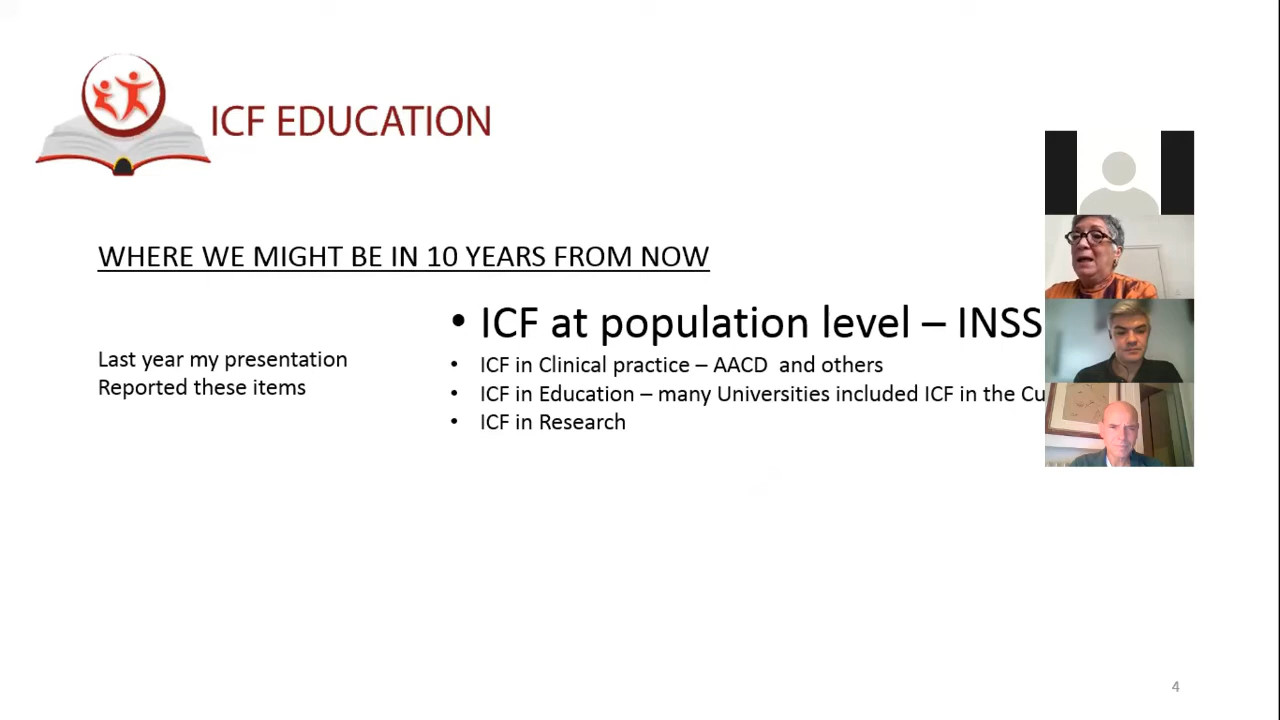 ICF EDUCATION
WHERE WE MIGHT BE IN 10 YEARS FROM NOW
Last year my presentation
Reported these items
• ICF at population level – INSS
• ICF in Clinical practice – AACD and others
• ICF in Education – many Universities included ICF in the Cu
• ICF in Research
4